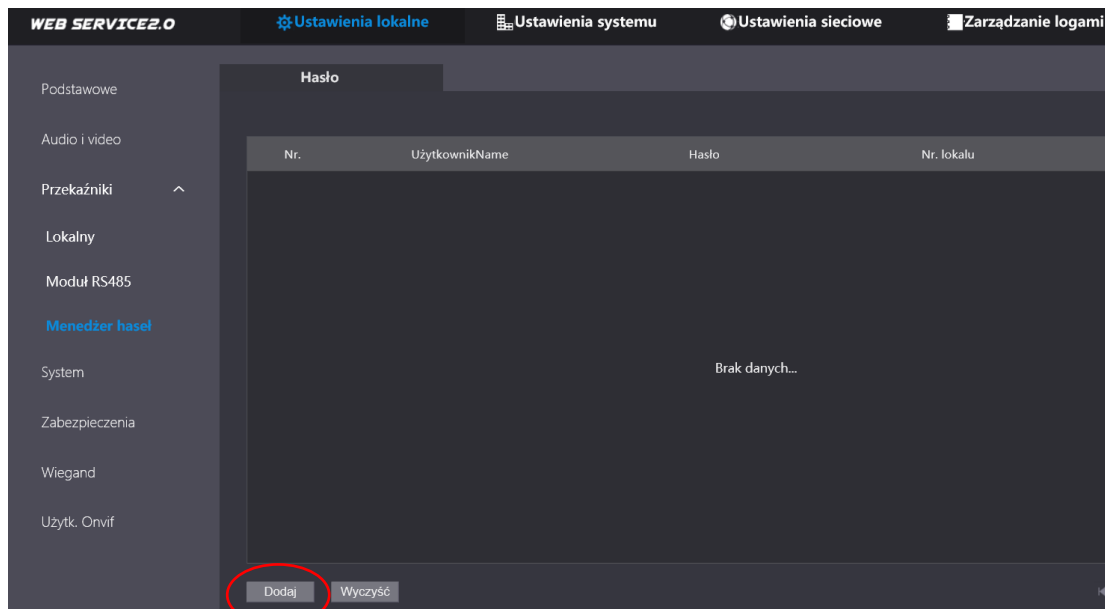 WEB SERVICE2.0 Ustawienia lokalne Ustawienia systemu Ustawienia sieciowe Zarządzanie logami
Hasło
Podstawowe
Audio i video
Nr. UżytkownikName Hasło Nr. lokalu
Przekaźniki
Lokalny
Moduł RS485
Menedżer haseł
Brak danych...
System
Zabezpieczenia
Wiegand
Użytk. Onvif
Dodaj Wyczyść